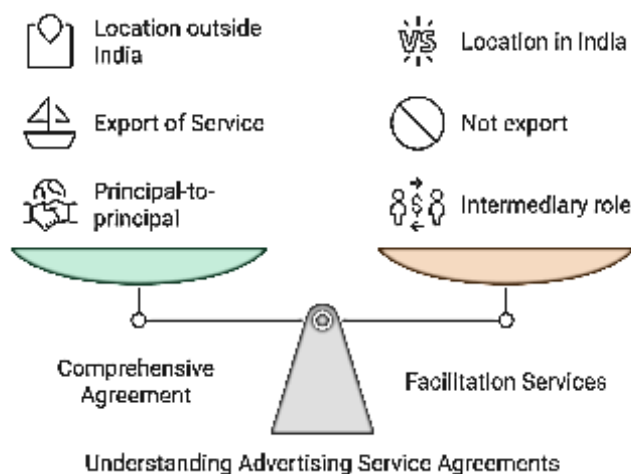 Location outside
India
VS
Location in India
Export of Service
Not export
Principal-to-
principal
$
Intermediary role
Comprehensive
Agreement
Facilitation Services
Understanding Advertising Service Agreements